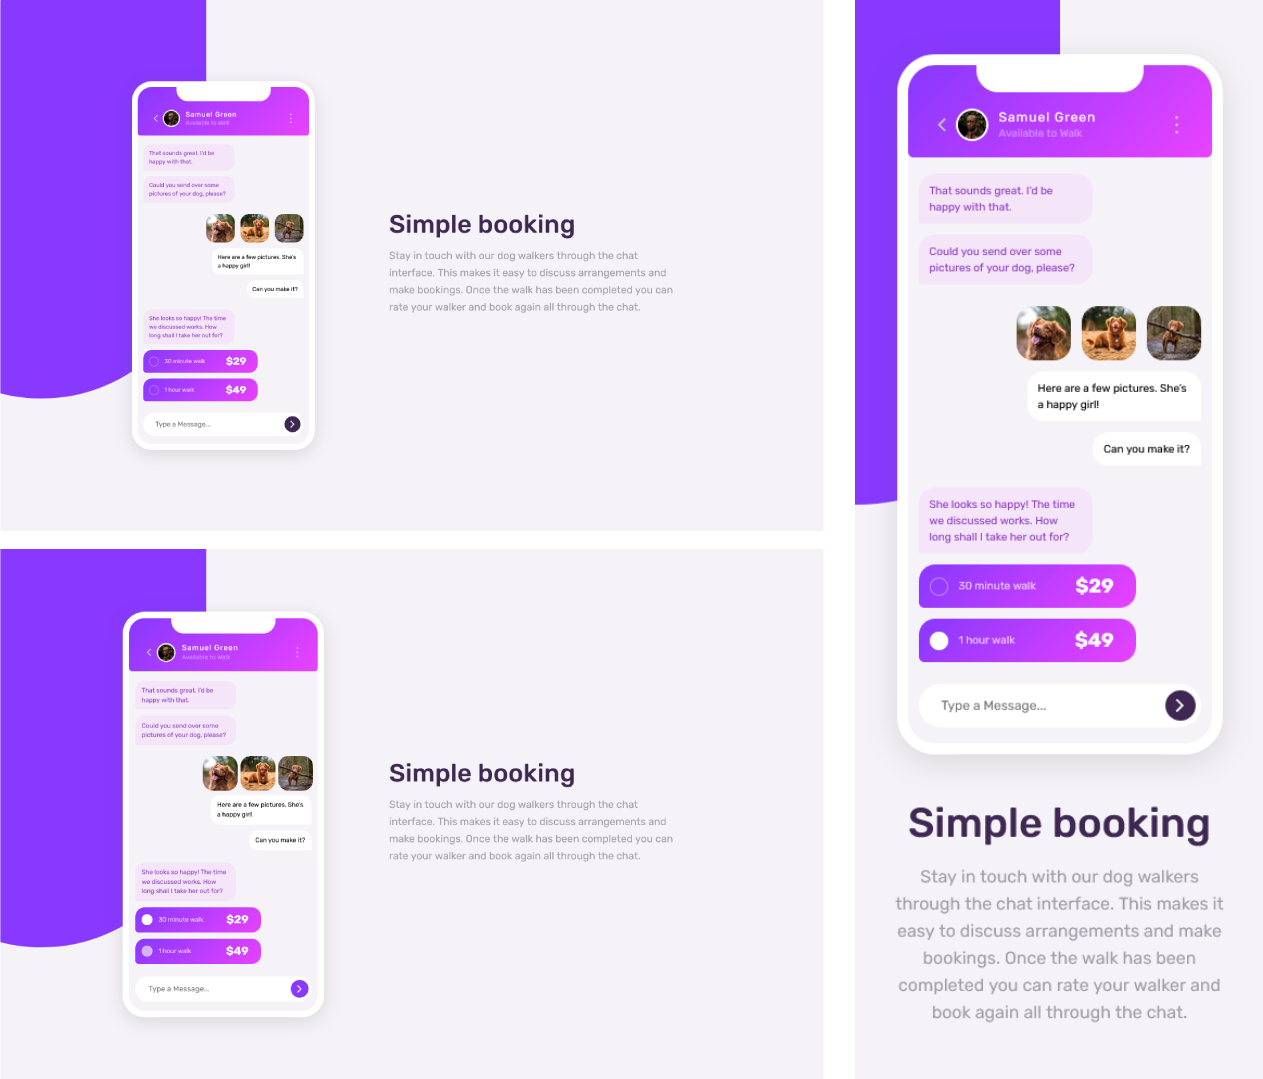 Samuel Green
Available to Walk
That sounds great. I'd be
happy with that.
Could you send over some
pictures of your dog, please?
Here are a few pictures. She's
a happy girl!
Can you make it?
She looks so happy! The time
we discussed works. How
long shall I take her out for?
30 minute walk $29
1 hour walk $49
Type a Message...
Simple booking
Stay in touch with our dog walkers through the chat
interface. This makes it easy to discuss arrangements and
make bookings. Once the walk has been completed you can
rate your walker and book again all through the chat.
Samuel Green
Available to Walk
That sounds great. I'd be
happy with that.
Could you send over some
pictures of your dog, please?
Here are a few pictures. She's
a happy girl!
Can you make it?
She looks so happy! The time
we discussed works. How
long shall I take her out for?
30 minute walk $29
1 hour walk $49
Type a Message...
Simple booking
Stay in touch with our dog walkers through the chat
interface. This makes it easy to discuss arrangements and
make bookings. Once the walk has been completed you can
rate your walker and book again all through the chat.
Samuel Green
Available to Walk
That sounds great. I'd be
happy with that.
Could you send over some
pictures of your dog, please?
Here are a few pictures. She's
a happy girl!
Can you make it?
She looks so happy! The time
we discussed works. How
long shall I take her out for?
30 minute walk $29
1 hour walk $49
Type a Message...
Simple booking
Stay in touch with our dog walkers
through the chat interface. This makes it
easy to discuss arrangements and make
bookings. Once the walk has been
completed you can rate your walker and
book again all through the chat.